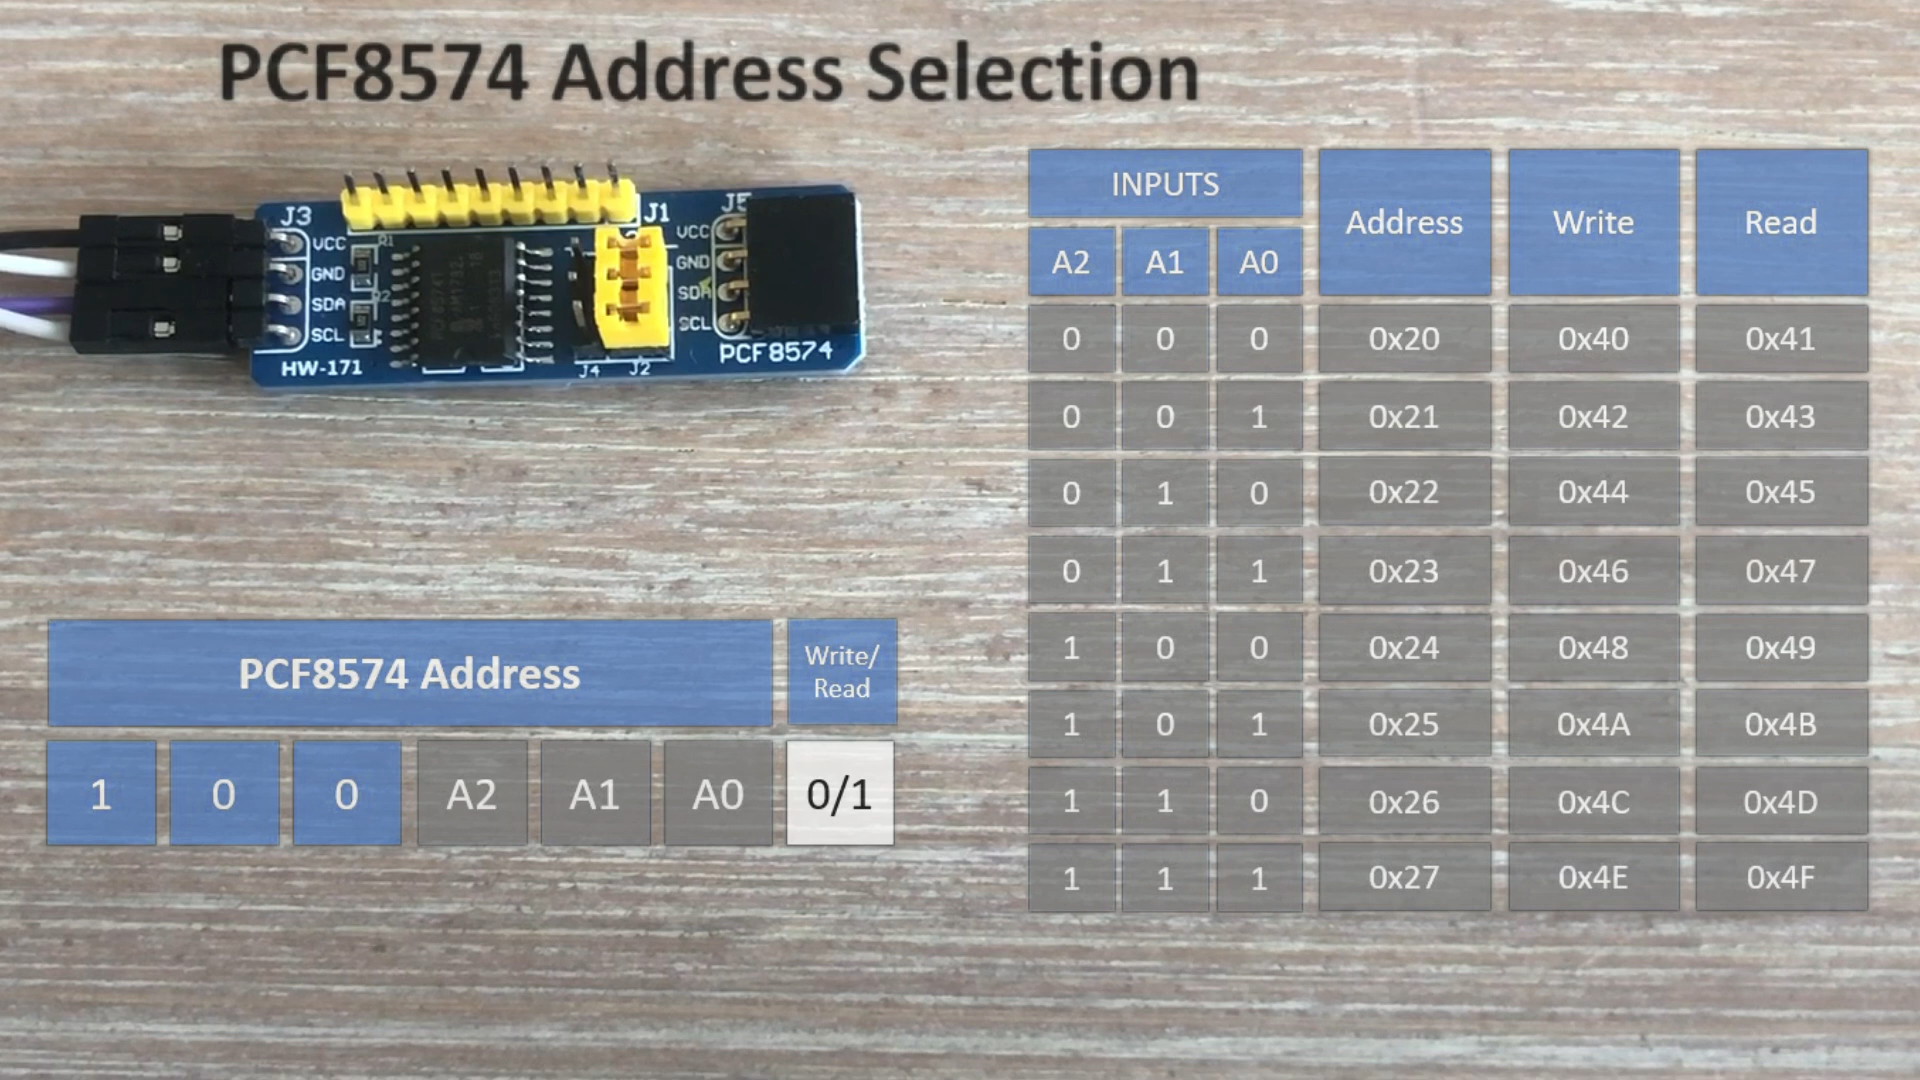 PCF8574 Address Selection
J3
J1
J5
VCC
R1
GND
SDA
R2
SCL
HW-171
VCC
GND
SDA
SCL
PCF8574
J4 J2
INPUTS Address Write Read
A2 A1 A0
0 0 0 0x20 0x40 0x41
0 0 1 0x21 0x42 0x43
0 1 0 0x22 0x44 0x45
0 1 1 0x23 0x46 0x47
1 0 0 0x24 0x48 0x49
1 0 1 0x25 0x4A 0x4B
1 1 0 0x26 0x4C 0x4D
1 1 1 0x27 0x4E 0x4F
PCF8574 Address
Write/
Read
1 0 0 A2 A1 A0 0/1